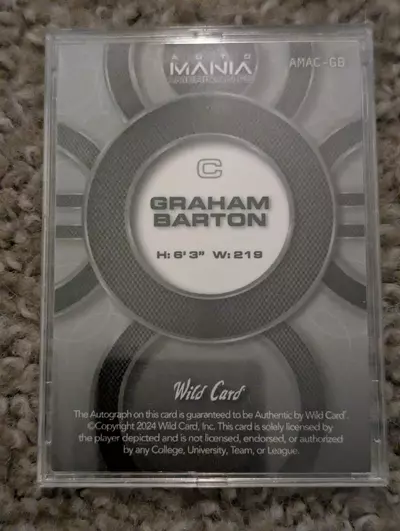 AUTO
MANIA
AMAC-GB
C
GRAHAM
BARTON
H: 6' 3" W: 219
Wild Card
The Autograph on this card is guaranteed to be Authentic by Wild Card.
©Copyright 2024 Wild Card, Inc. This card is solely licensed by
the player depicted and is not licensed, endorsed, or authorized
by any College, University, Team, or League.